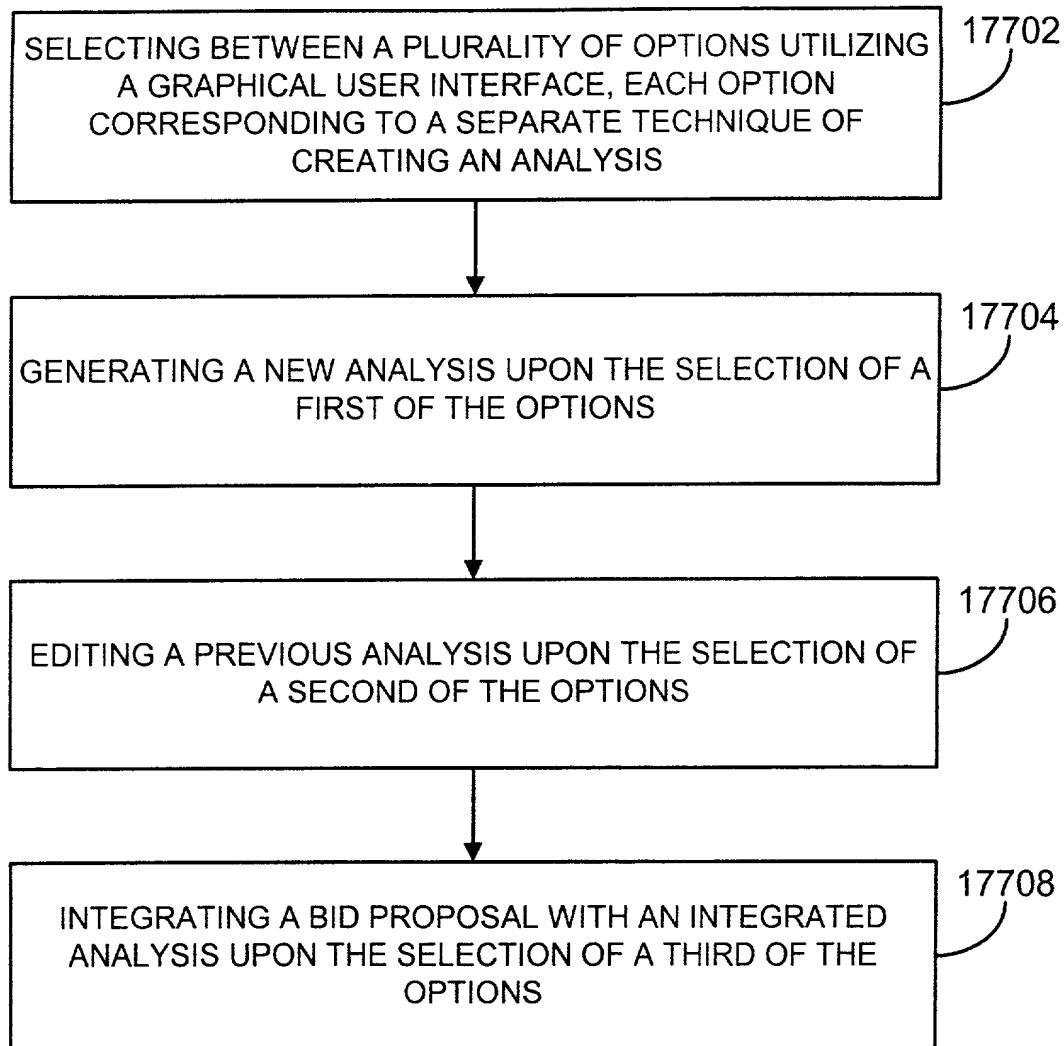 SELECTING BETWEEN A PLURALITY OF OPTIONS UTILIZING
A GRAPHICAL USER INTERFACE, EACH OPTION
CORRESPONDING TO A SEPARATE TECHNIQUE OF
CREATING AN ANALYSIS
17702
GENERATING A NEW ANALYSIS UPON THE SELECTION OF A
FIRST OF THE OPTIONS
17704
EDITING A PREVIOUS ANALYSIS UPON THE SELECTION OF
A SECOND OF THE OPTIONS
17706
INTEGRATING A BID PROPOSAL WITH AN INTEGRATED
ANALYSIS UPON THE SELECTION OF A THIRD OF THE
OPTIONS
17708